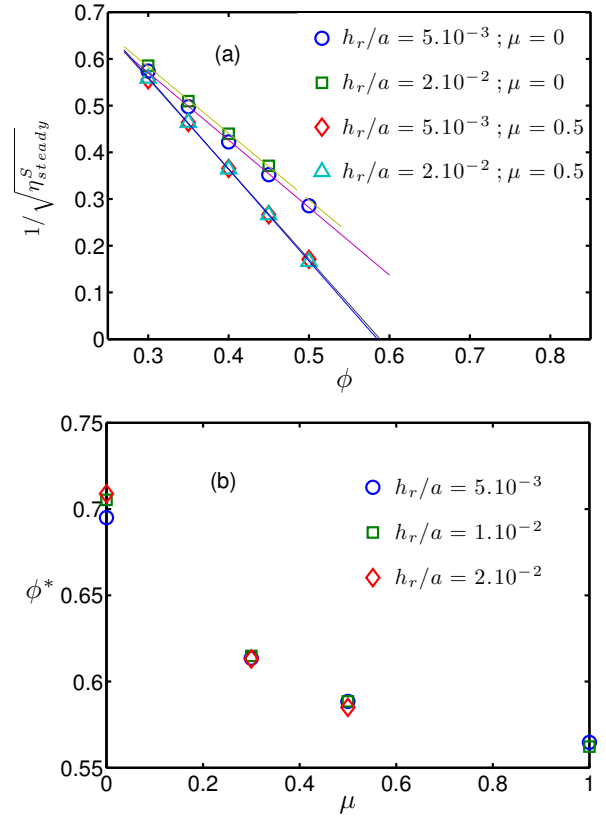 (a)
h_r/a = 5.10^{-3} ; μ = 0
h_r/a = 2.10^{-2} ; μ = 0
h_r/a = 5.10^{-3} ; μ = 0.5
h_r/a = 2.10^{-2} ; μ = 0.5
1/\sqrt{η^S_{steady}}
0.7
0.6
0.5
0.4
0.3
0.2
0.1
0
0.3 0.4 0.5 0.6 0.7 0.8
ϕ
(b)
h_r/a = 5.10^{-3}
h_r/a = 1.10^{-2}
h_r/a = 2.10^{-2}
ϕ*
0.75
0.7
0.65
0.6
0.55
0 0.2 0.4 0.6 0.8 1
μ